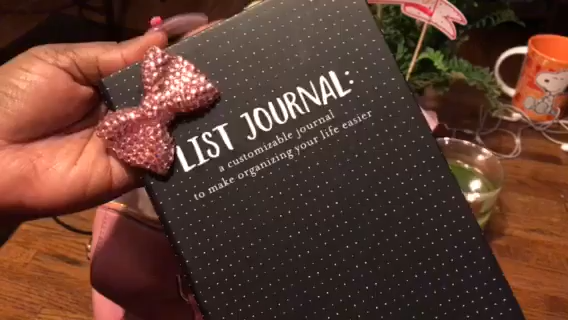 LIST JOURNAL:
a customizable journal
to make organizing your life easier